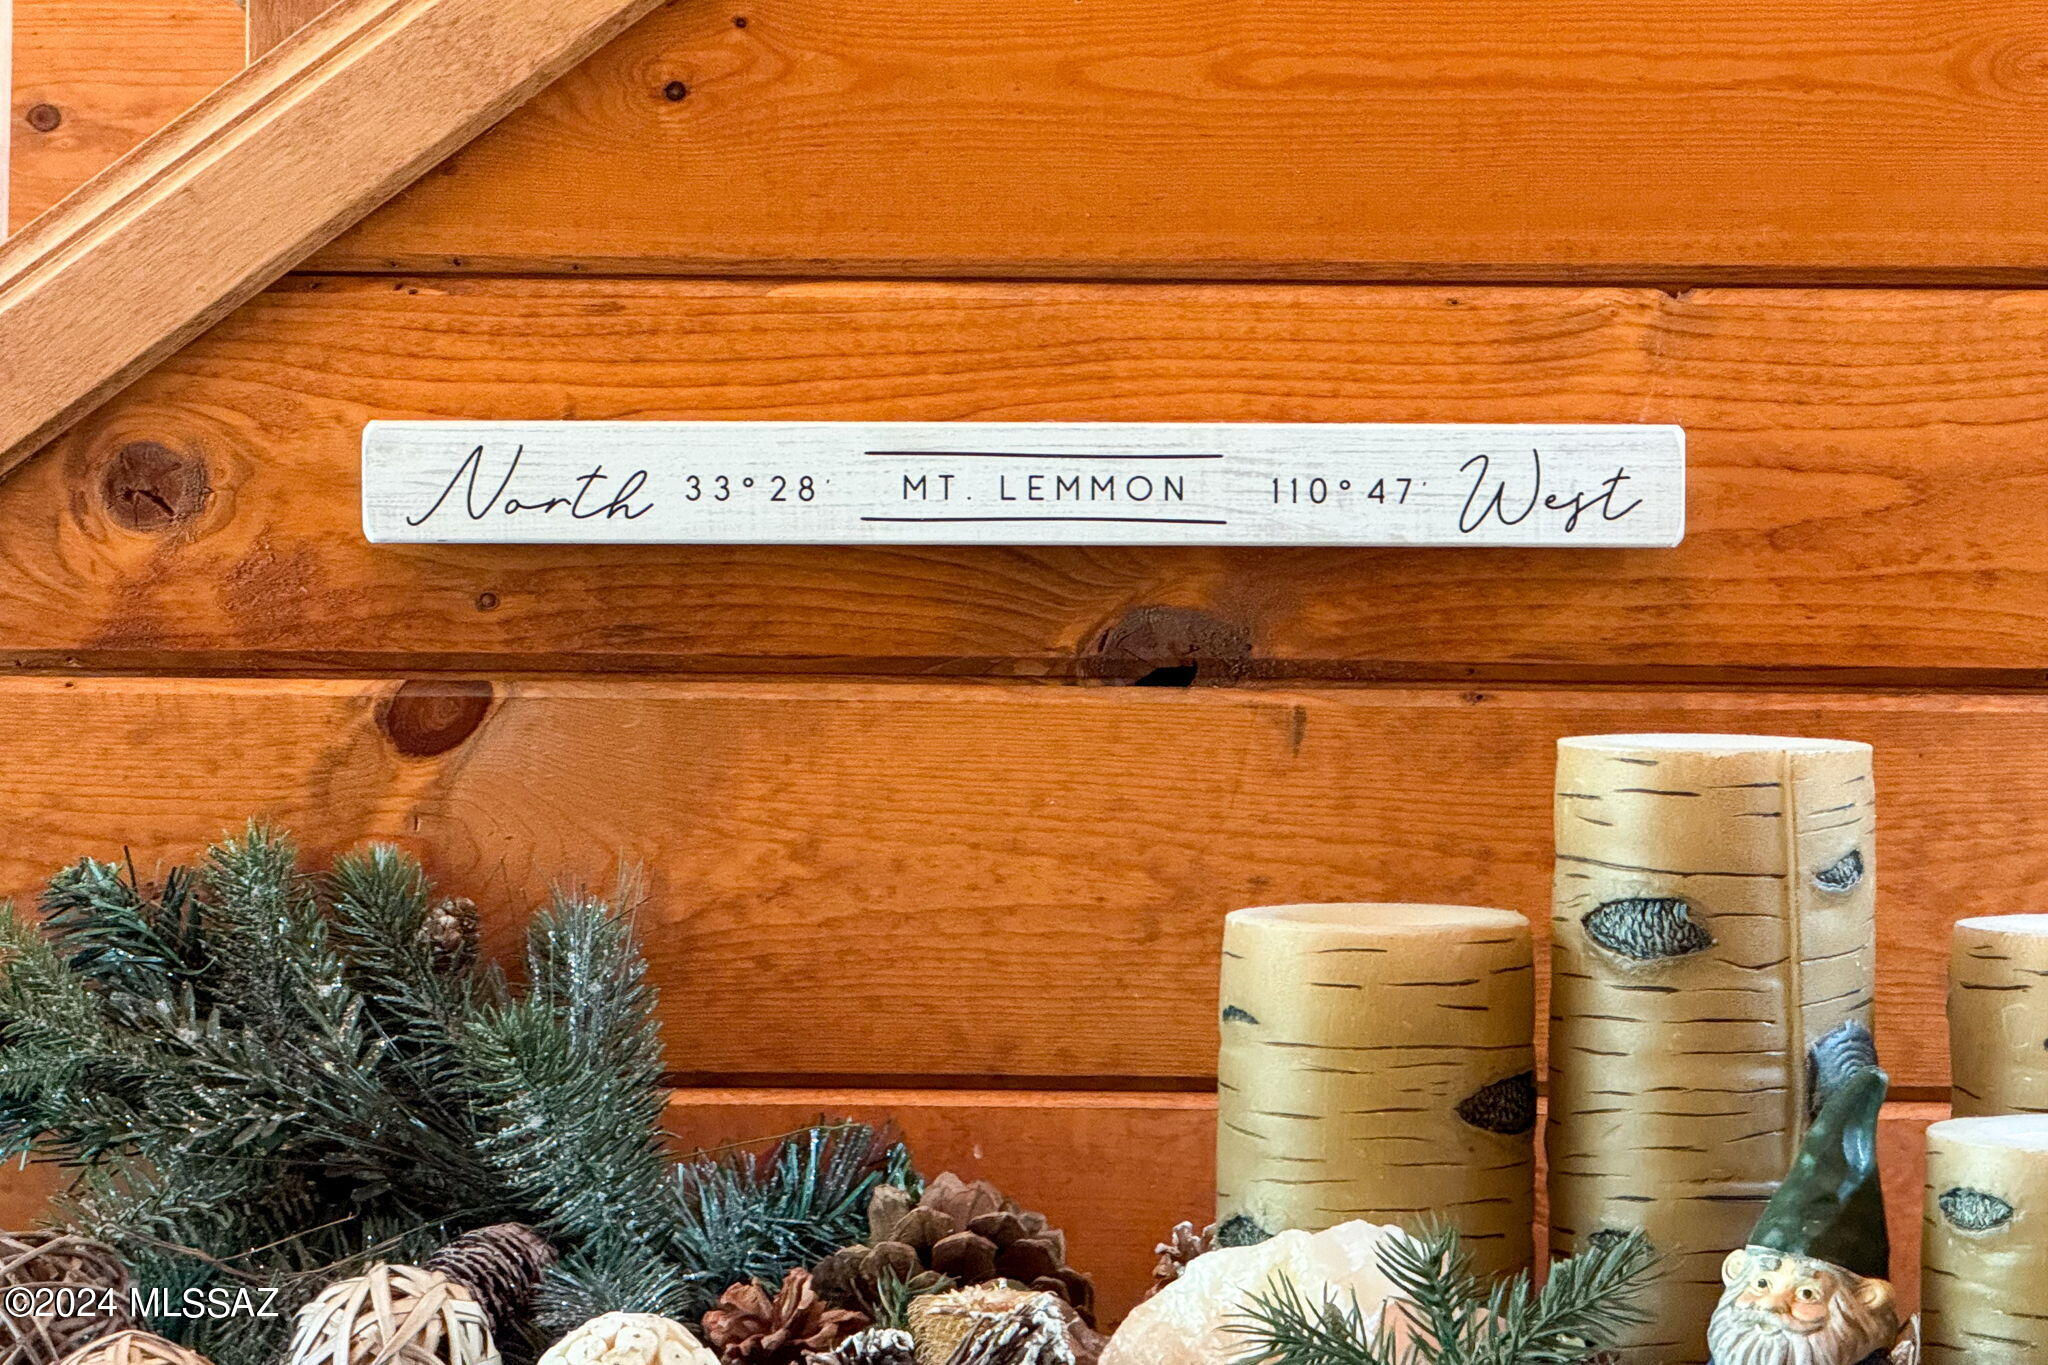 North 33°28' MT. LEMMON 110°47' West
©2024 MLSSAZ